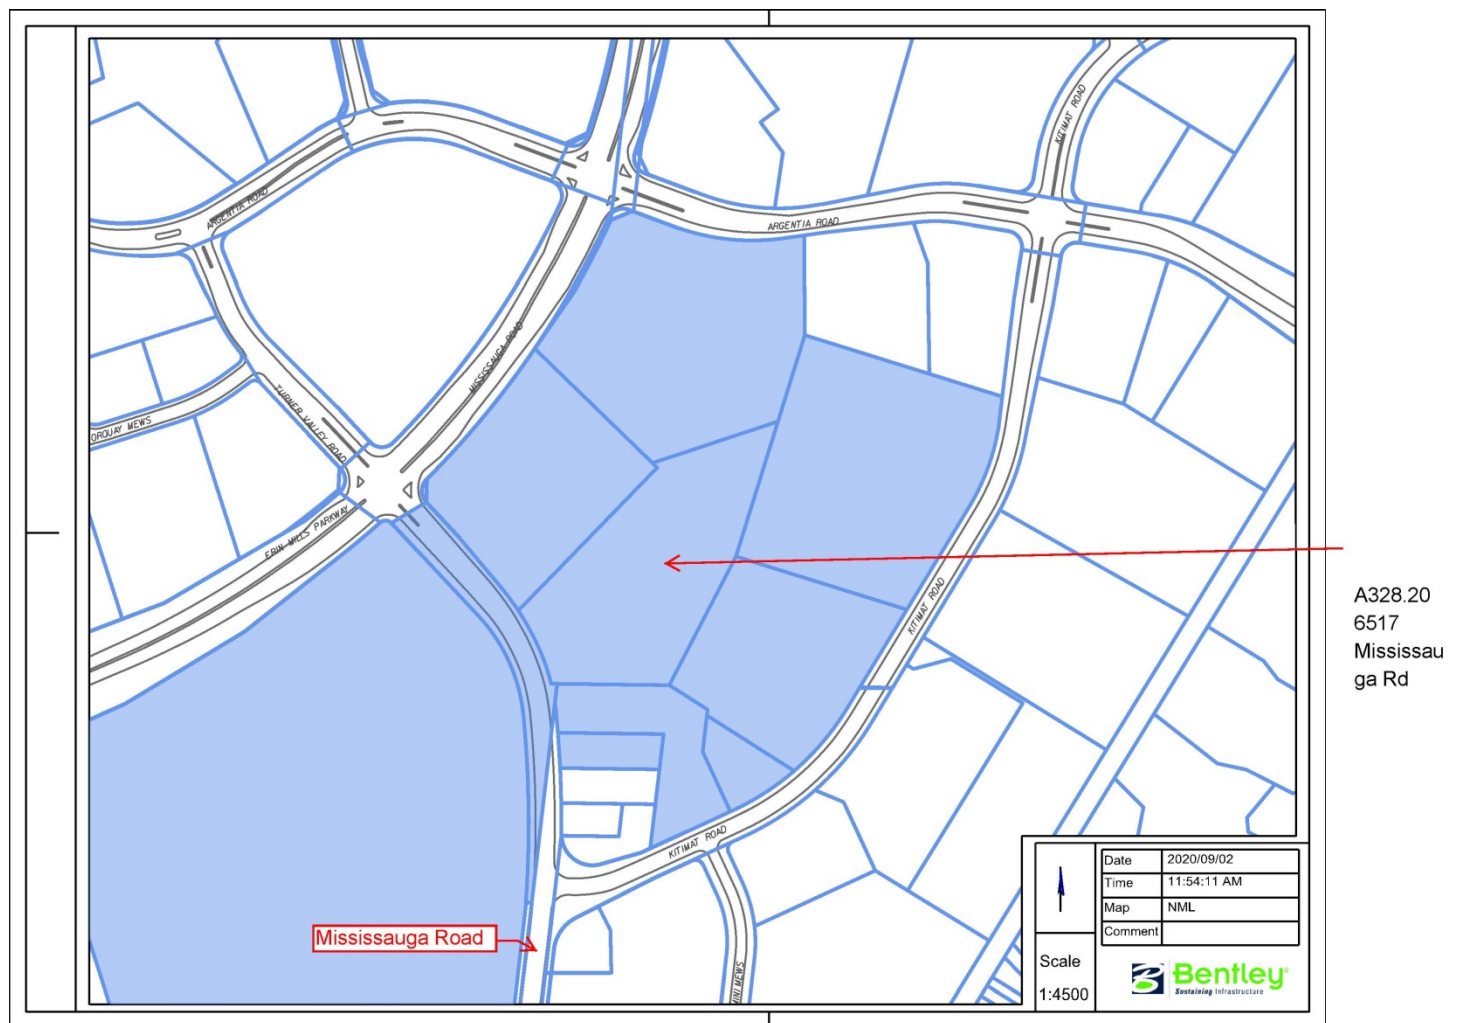 KITIMAT ROAD
ARGENTIA ROAD
ARGENTIA ROAD
MISSISSAUGA ROAD
TURNER VALLEY ROAD
ORQUAY MEWS
ERIN MILLS PARKWAY
KITIMAT ROAD
A328.20
6517
Mississau
ga Rd
KITIMAT ROAD
Mississauga Road
INI MEWS
Date 2020/09/02
Time 11:54:11 AM
Map NML
Comment
Scale
1:4500
Bentley
Sustaining Infrastructure